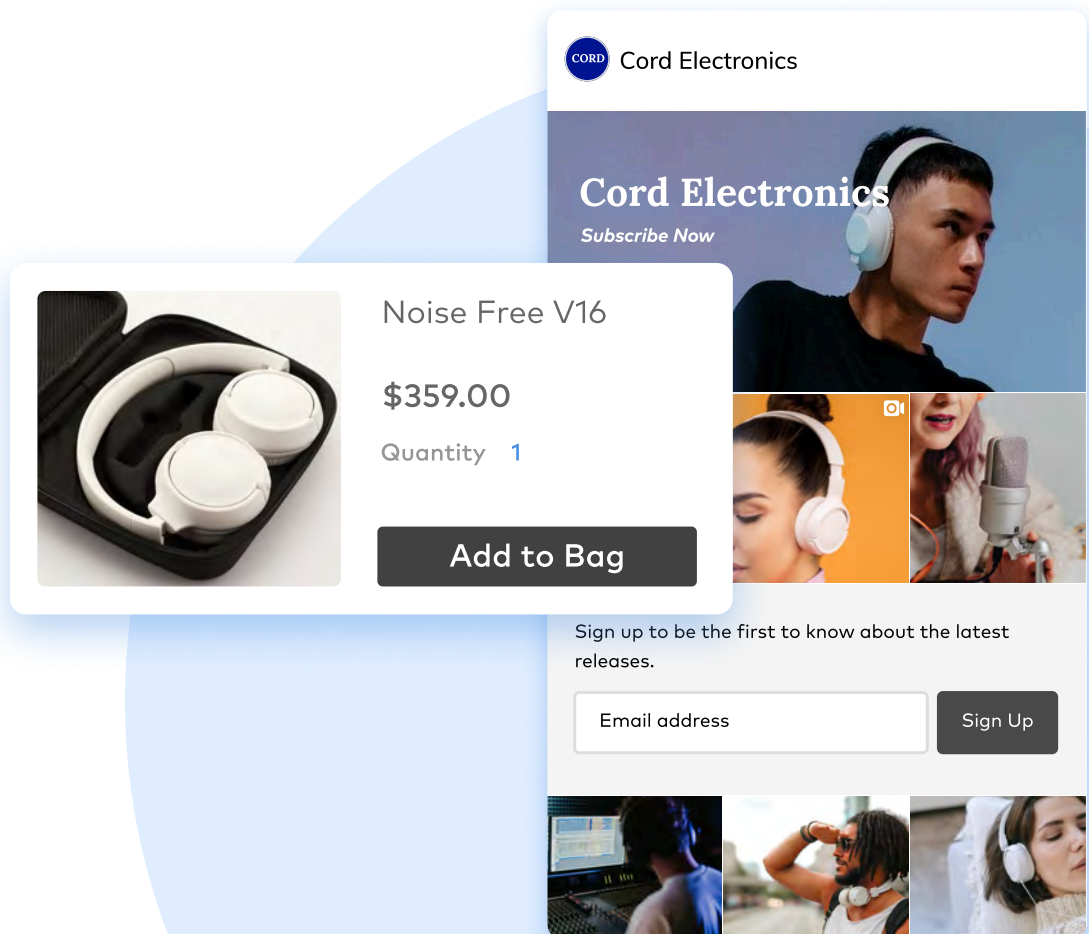 CORD
Cord Electronics
Cord Electronics
Subscribe Now
Noise Free V16
$359.00
Quantity 1
Add to Bag
Sign up to be the first to know about the latest
releases.
Email address
Sign Up